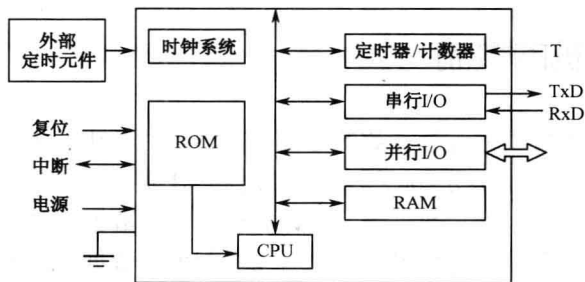 外部
定时元件
时钟系统
定时器/计数器
T
串行I/O
TxD
RxD
复位
中断
电源
ROM
并行I/O
RAM
CPU